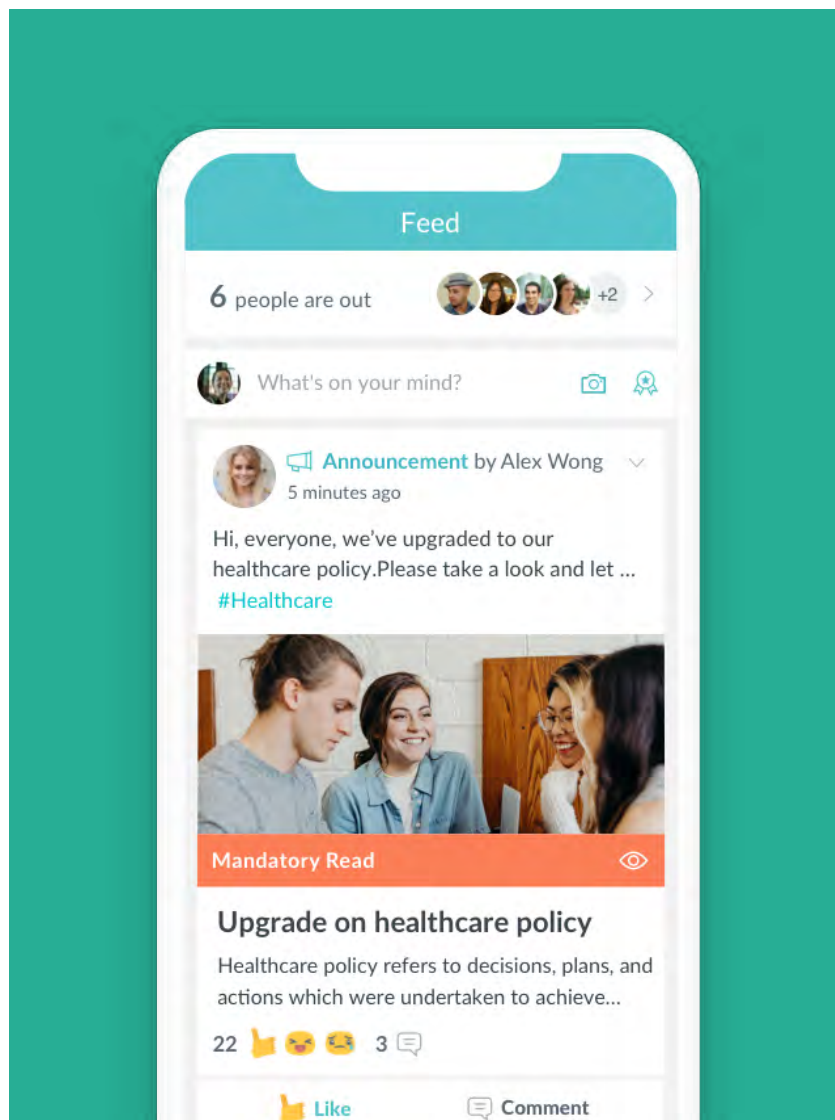 Feed
6 people are out
+2
What's on your mind?
Announcement by Alex Wong
5 minutes ago
Hi, everyone, we've upgraded to our
healthcare policy.Please take a look and let ...
#Healthcare
Mandatory Read
Upgrade on healthcare policy
Healthcare policy refers to decisions, plans, and
actions which were undertaken to achieve...
22
3
Like
Comment